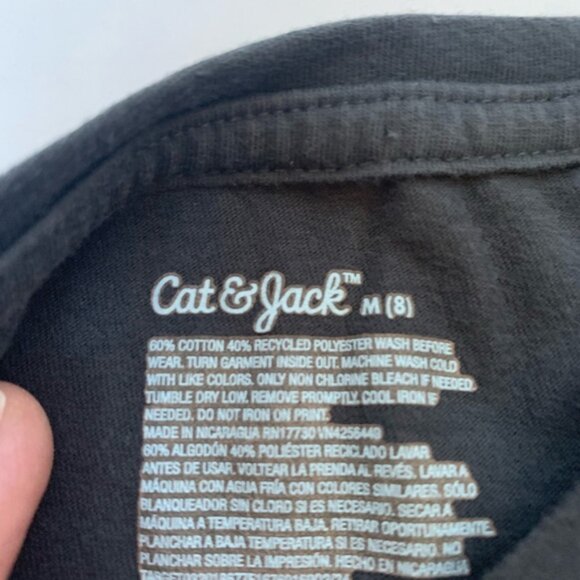 Cat & Jack™ M (8)
60% COTTON 40% RECYCLED POLYESTER WASH BEFORE
WEAR. TURN GARMENT INSIDE OUT. MACHINE WASH COLD
WITH LIKE COLORS. ONLY NON CHLORINE BLEACH IF NEEDED.
TUMBLE DRY LOW. REMOVE PROMPTLY. COOL IRON IF
NEEDED. DO NOT IRON ON PRINT.
MADE IN NICARAGUA RN17730 VN4256440
60% ALGODÓN 40% POLIÉSTER RECICLADO LAVAR
ANTES DE USAR. VOLTEAR LA PRENDA AL REVÉS. LAVAR A
MÁQUINA CON AGUA FRÍA CON COLORES SIMILARES. SÓLO
BLANQUEADOR SIN CLORO SI ES NECESARIO. SECAR A
MÁQUINA A TEMPERATURA BAJA. RETIRAR OPORTUNAMENTE.
PLANCHAR A BAJA TEMPERATURA SI ES NECESARIO. NO
PLANCHAR SOBRE LA IMPRESIÓN. HECHO EN NICARAGUA